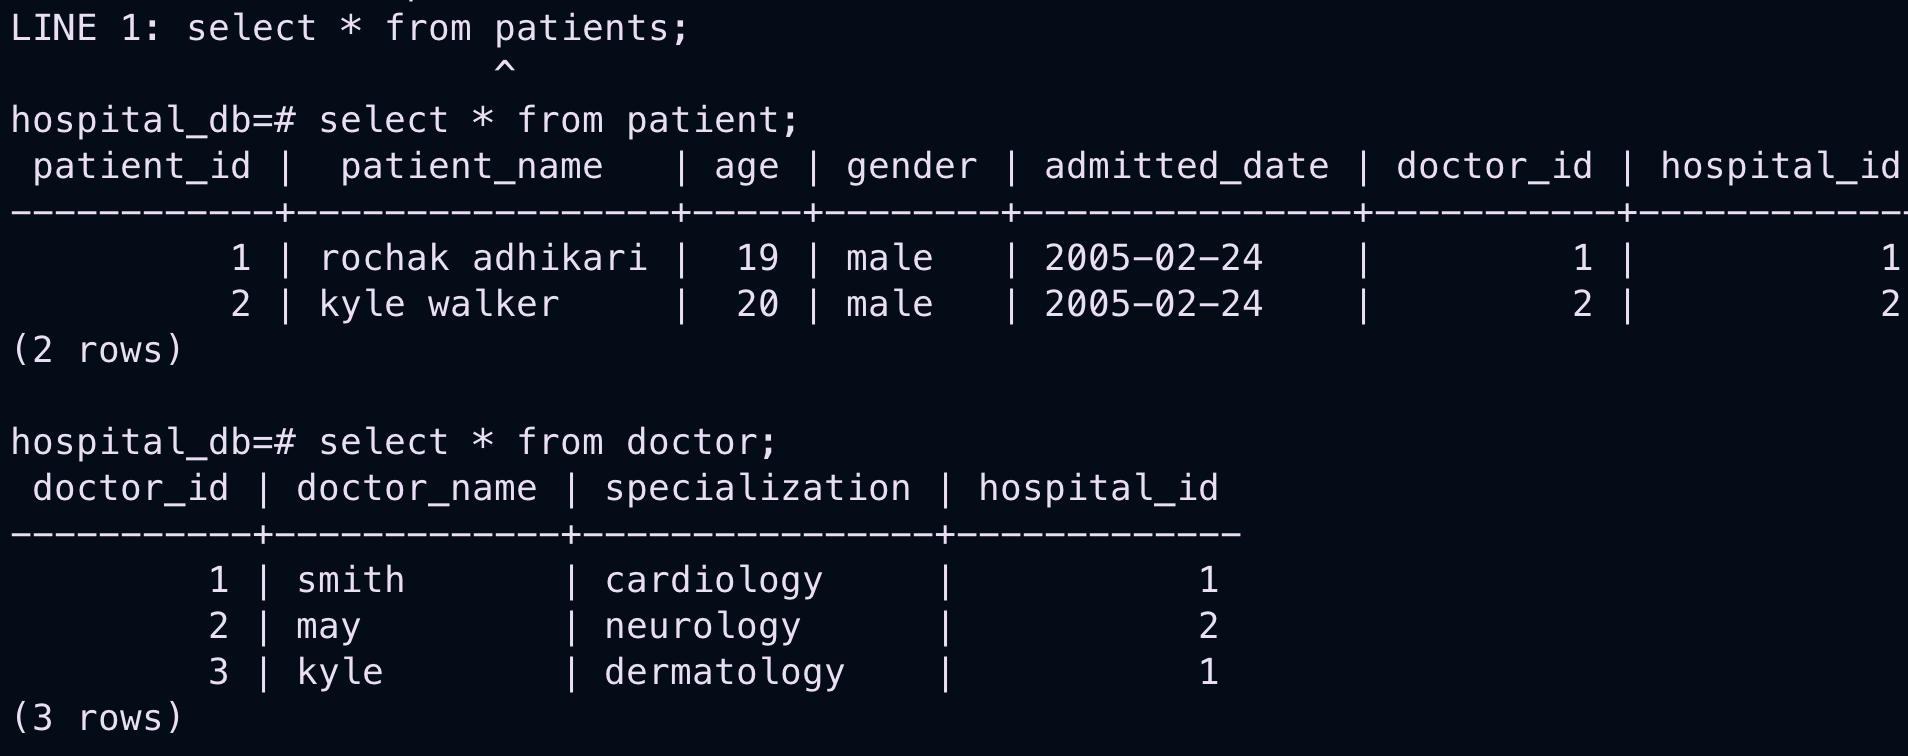 LINE 1: select * from patients;
                      ^
hospital_db=# select * from patient;
 patient_id |  patient_name   | age | gender | admitted_date | doctor_id | hospital_id
------------+-----------------+-----+--------+---------------+-----------+-------------
          1 | rochak adhikari |  19 | male   | 2005-02-24    |         1 |           1
          2 | kyle walker     |  20 | male   | 2005-02-24    |         2 |           2
(2 rows)

hospital_db=# select * from doctor;
 doctor_id | doctor_name | specialization | hospital_id
-----------+-------------+----------------+-------------
         1 | smith       | cardiology     |           1
         2 | may         | neurology      |           2
         3 | kyle        | dermatology    |           1
(3 rows)